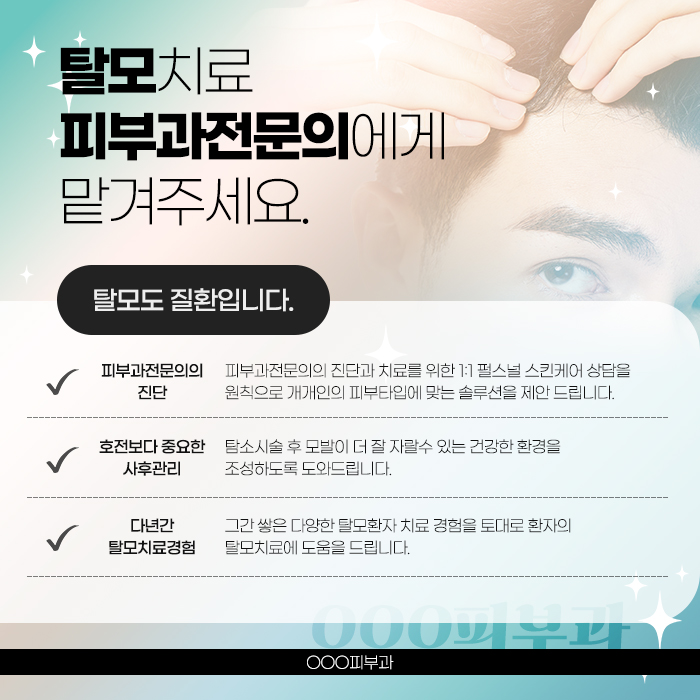 탈모치료
피부과전문의에게
맡겨주세요.
탈모도 질환입니다.
피부과전문의의
진단
피부과전문의의 진단과 치료를 위한 1:1 펄스널 스킨케어 상담을
원칙으로 개개인의 피부타입에 맞는 솔루션을 제안 드립니다.
호전보다 중요한
사후관리
탐소시술 후 모발이 더 잘 자랄수 있는 건강한 환경을
조성하도록 도와드립니다.
다년간
탈모치료경험
그간 쌓은 다양한 탈모환자 치료 경험을 토대로 환자의
탈모치료에 도움을 드립니다.
OOO피부과
OOO피부과